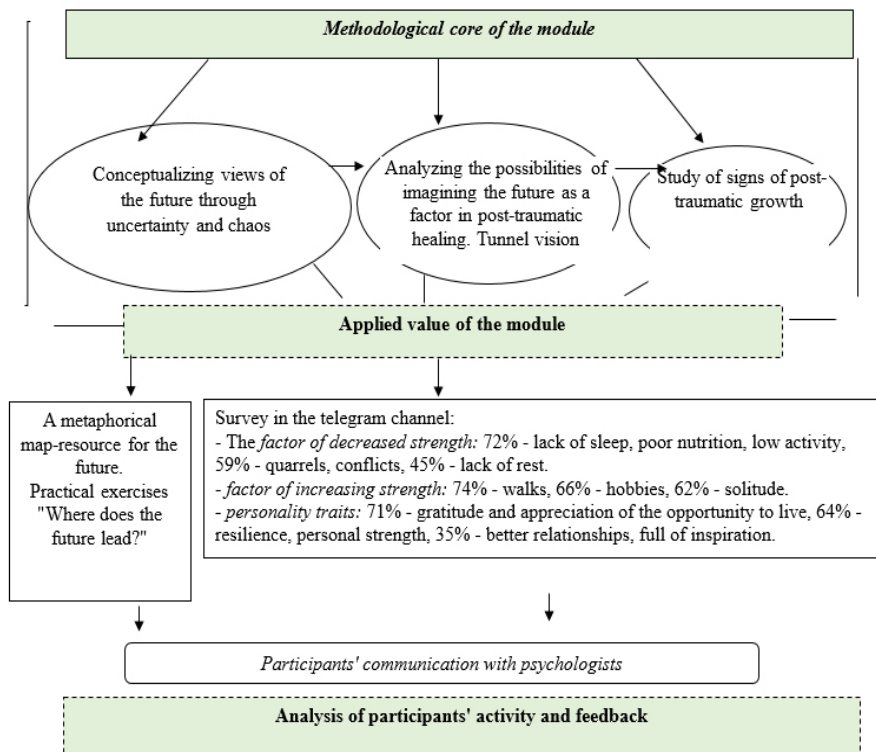 Methodological core of the module
Conceptualizing views of
the future through
uncertainty and chaos
Analyzing the possibilities of
imagining the future as a
factor in post-traumatic
healing. Tunnel vision
Study of signs of post-
traumatic growth
Applied value of the module
A metaphorical
map-resource for the
future.
Practical exercises
"Where does the
future lead?"
Survey in the telegram channel:
- The factor of decreased strength: 72% - lack of sleep, poor nutrition, low activity,
59% - quarrels, conflicts, 45% - lack of rest.
- factor of increasing strength: 74% - walks, 66% - hobbies, 62% - solitude.
- personality traits: 71% - gratitude and appreciation of the opportunity to live, 64% -
resilience, personal strength, 35% - better relationships, full of inspiration.
Participants' communication with psychologists
Analysis of participants' activity and feedback